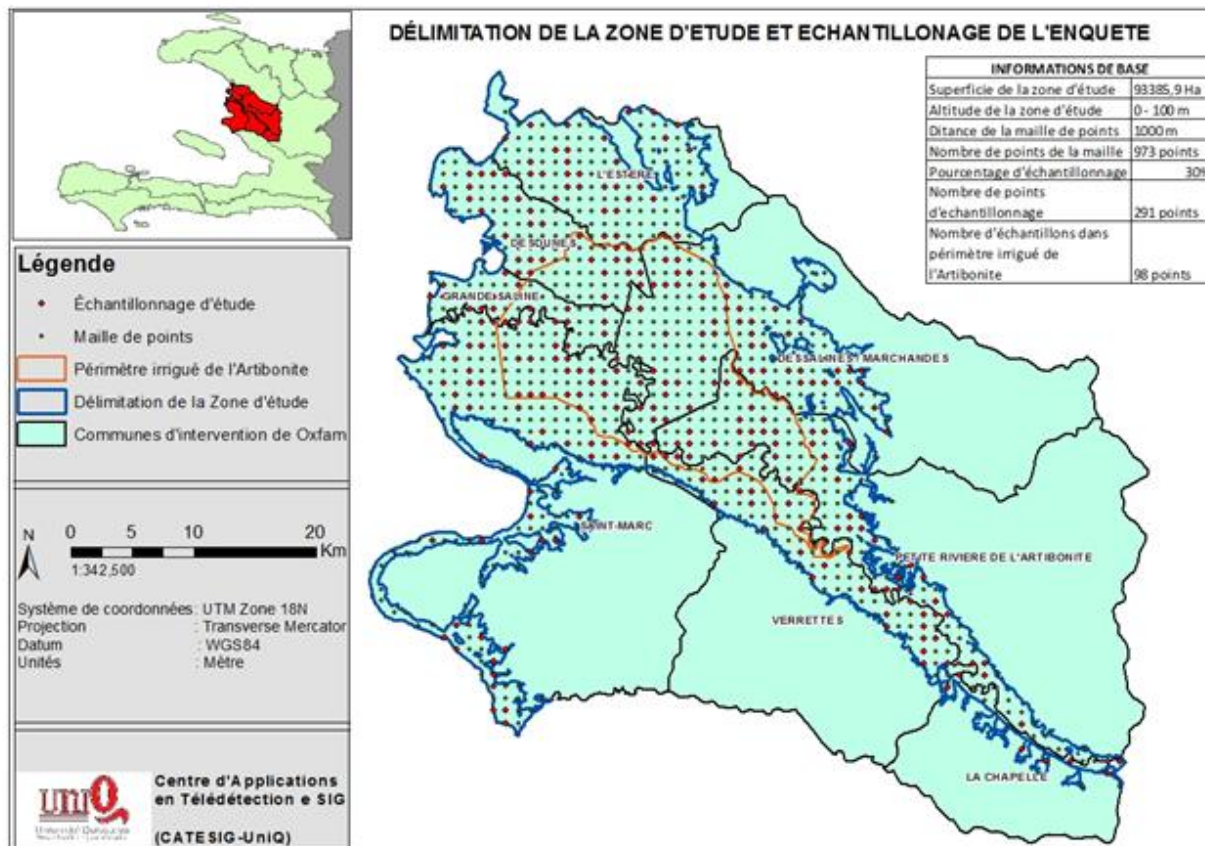 DÉLIMITATION DE LA ZONE D'ETUDE ET ECHANTILLONAGE DE L'ENQUETE
INFORMATIONS DE BASE
Superficie de la zone d'étude 93385,9 Ha
Altitude de la zone d'étude 0 - 100 m
Ditance de la maille de points 1000 m
Nombre de points de la maille 973 points
Pourcentage d'échantillonnage 30%
Nombre de points
d'echantillonnage 291 points
Nombre d'échantillons dans
périmètre irrigué de
l'Artibonite 98 points
L'ESTERE
DESDUNES
GRANDE-SALINE
DESSALINES / MARCHANDES
SAINT-MARC
PETITE RIVIERE DE L'ARTIBONITE
VERRETTES
LA CHAPELLE
Légende
Échantillonnage d'étude
Maille de points
Périmètre irrigué de l'Artibonite
Délimitation de la Zone d'étude
Communes d'intervention de Oxfam
N
0 5 10 20
Km
1:342,500
Système de coordonnées : UTM Zone 18N
Projection : Transverse Mercator
Datum : WGS84
Unités : Mètre
uniQ
Centre d'Applications
en Télédétection e SIG
(CATESIG-UniQ)